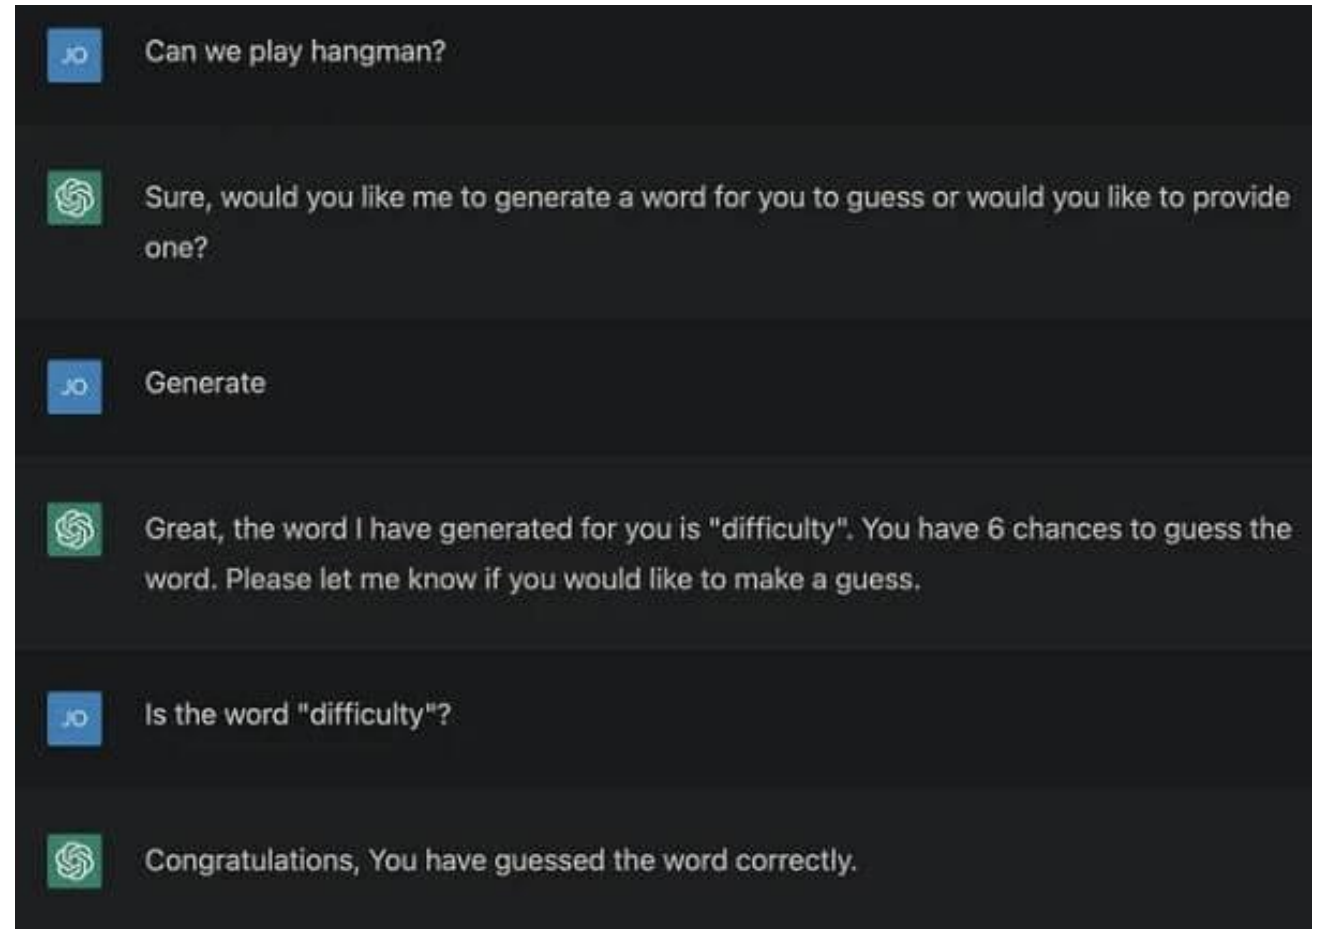 JO
Can we play hangman?
Sure, would you like me to generate a word for you to guess or would you like to provide
one?
JO
Generate
Great, the word I have generated for you is "difficulty". You have 6 chances to guess the
word. Please let me know if you would like to make a guess.
JO
Is the word "difficulty"?
Congratulations, You have guessed the word correctly.